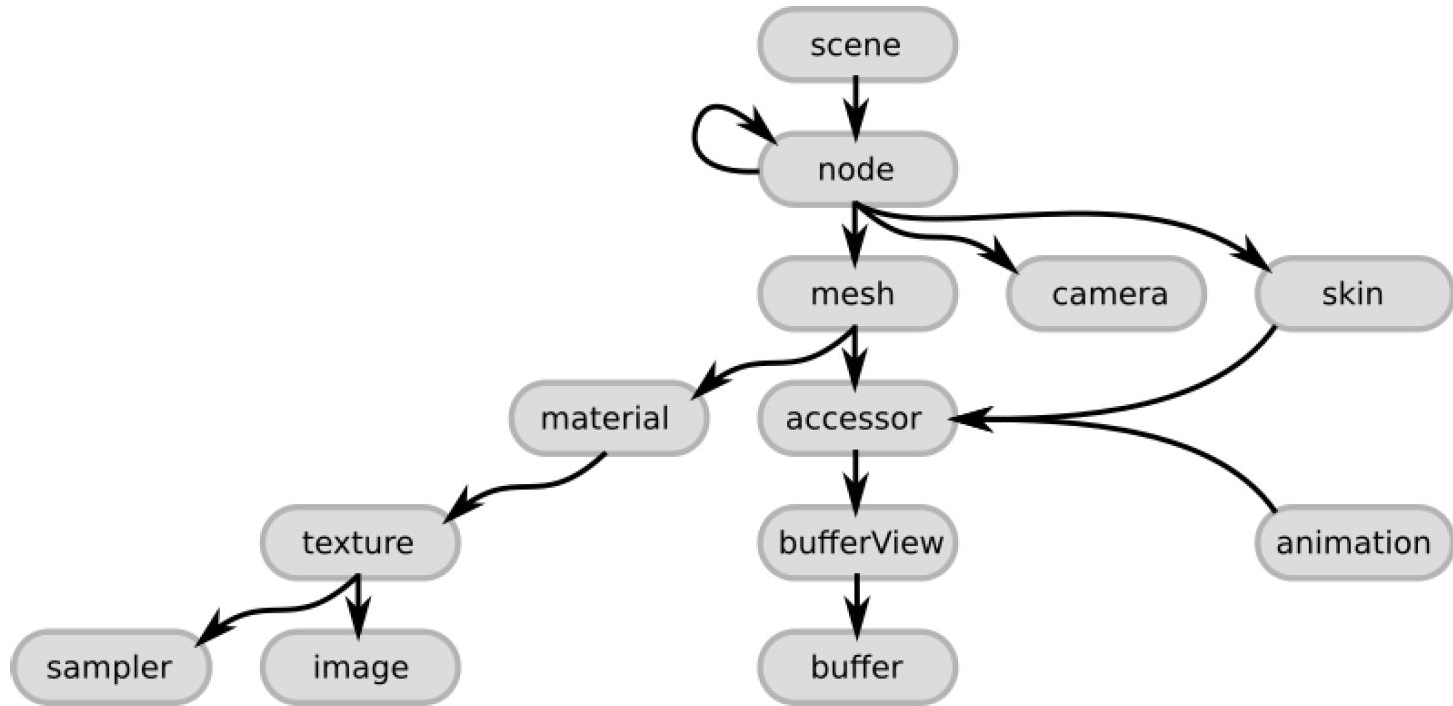 scene
node
mesh
camera
skin
material
accessor
texture
bufferView
animation
sampler
image
buffer